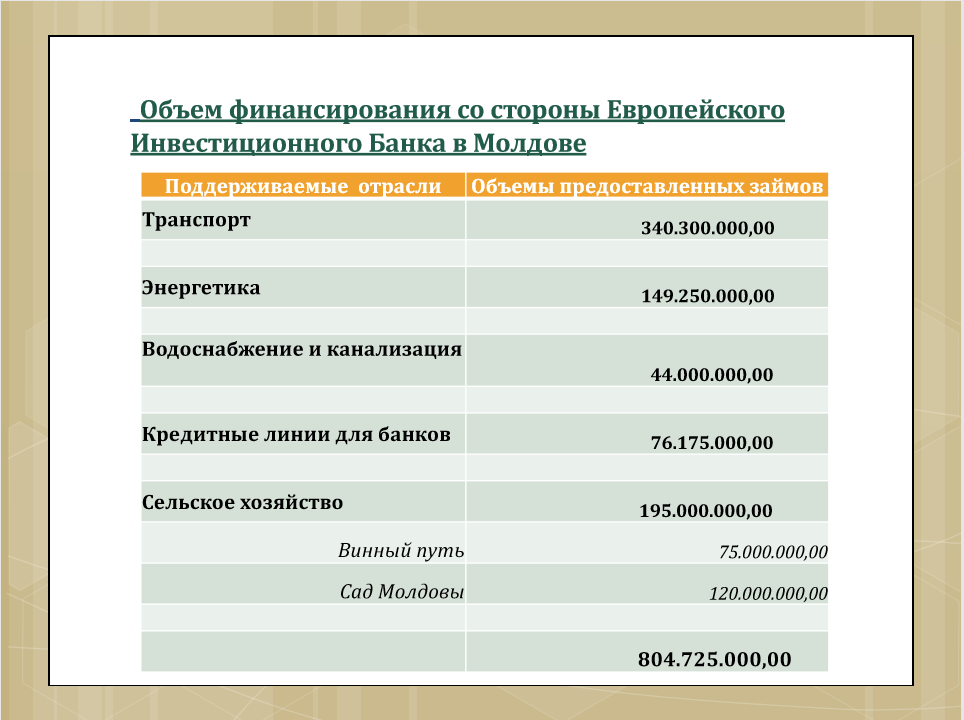 Объем финансирования со стороны Европейского
Инвестиционного Банка в Молдове
Поддерживаемые отрасли Объемы предоставленных займов
Транспорт 340.300.000,00
Энергетика 149.250.000,00
Водоснабжение и канализация 44.000.000,00
Кредитные линии для банков 76.175.000,00
Сельское хозяйство 195.000.000,00
Винный путь 75.000.000,00
Сад Молдовы 120.000.000,00
804.725.000,00